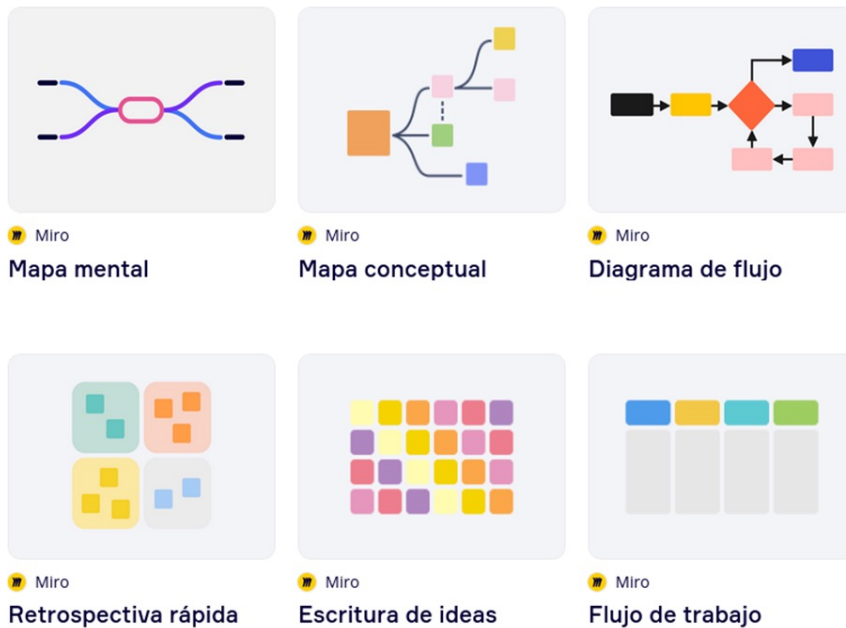 Miro
Mapa mental
Miro
Mapa conceptual
Miro
Diagrama de flujo
Miro
Retrospectiva rápida
Miro
Escritura de ideas
Miro
Flujo de trabajo